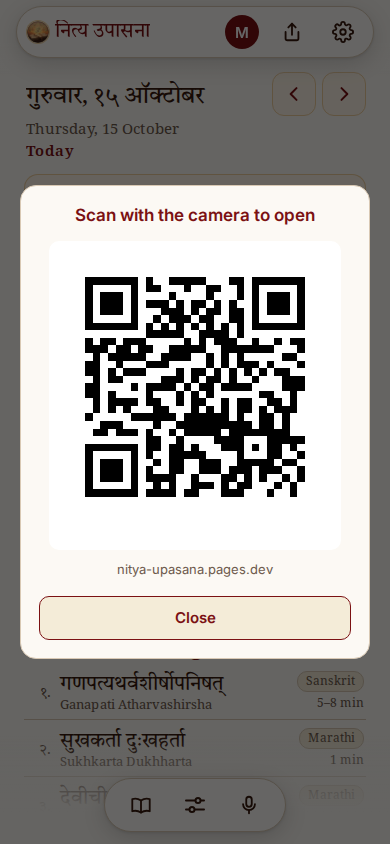 नित्य उपासना
M
गुरुवार, १५ ऑक्टोबर
Thursday, 15 October
Today
Scan with the camera to open
nitya-upasana.pages.dev
Close
१. गणपत्यथर्वशीर्षोपनिषत् Sanskrit
Ganapati Atharvashirsha 5–8 min
२. सुखकर्ता दुःखहर्ता Marathi
Sukhkarta Dukhharta 1 min
Marathi